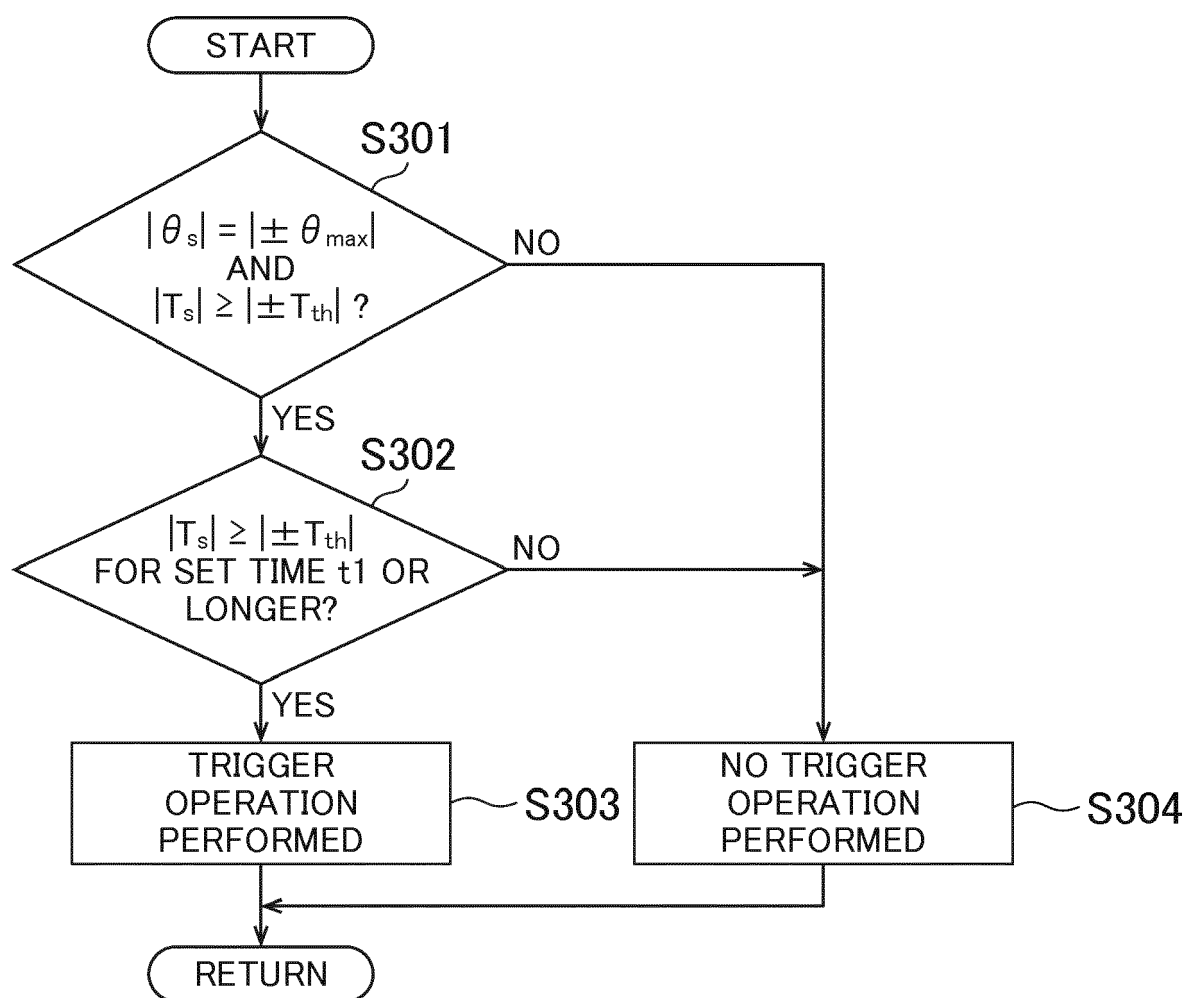 START
S301
|θs| = |± θmax|
AND
|Ts| ≥ |±Tth| ?
NO
YES
S302
|Ts| ≥ |±Tth|
FOR SET TIME t1 OR
LONGER?
NO
YES
TRIGGER
OPERATION
PERFORMED
S303
NO TRIGGER
OPERATION
PERFORMED
S304
RETURN